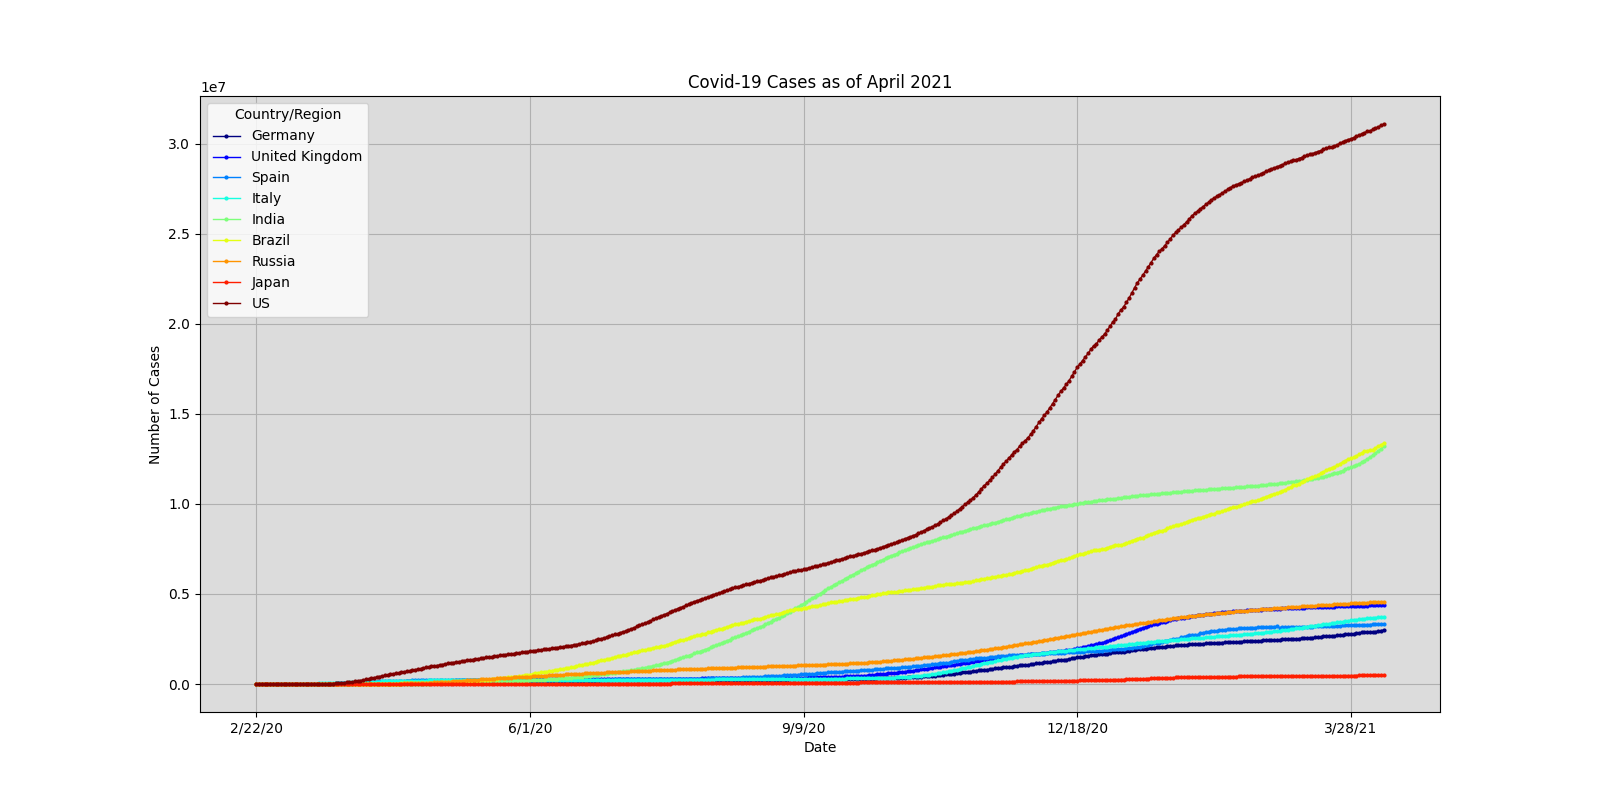 Covid-19 Cases as of April 2021
1e7
3.0
2.5
2.0
1.5
1.0
0.5
0.0
Number of Cases
Country/Region
Germany
United Kingdom
Spain
Italy
India
Brazil
Russia
Japan
US
2/22/20
6/1/20
9/9/20
12/18/20
3/28/21
Date